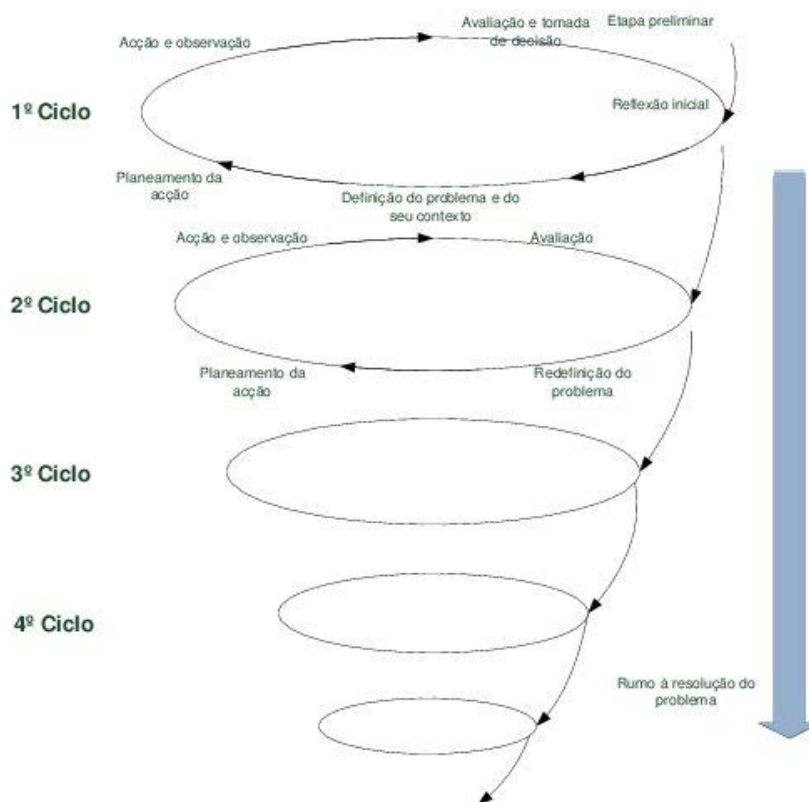 Etapa preliminar
Avaliação e tomada
de decisão
Acção e observação
Reflexão inicial
1º Ciclo
Planeamento da
acção
Definição do problema e do
seu contexto
Acção e observação
Avaliação
2º Ciclo
Planeamento da
acção
Redefinição do
problema
3º Ciclo
4º Ciclo
Rumo à resolução do
problema